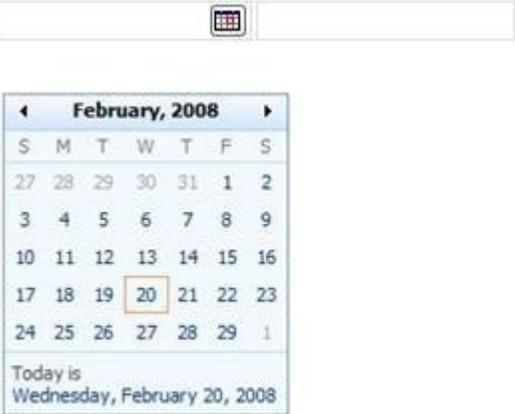 February, 2008
S M T W T F S
27 28 29 30 31 1 2
3 4 5 6 7 8 9
10 11 12 13 14 15 16
17 18 19 20 21 22 23
24 25 26 27 28 29 1
Today is
Wednesday, February 20, 2008